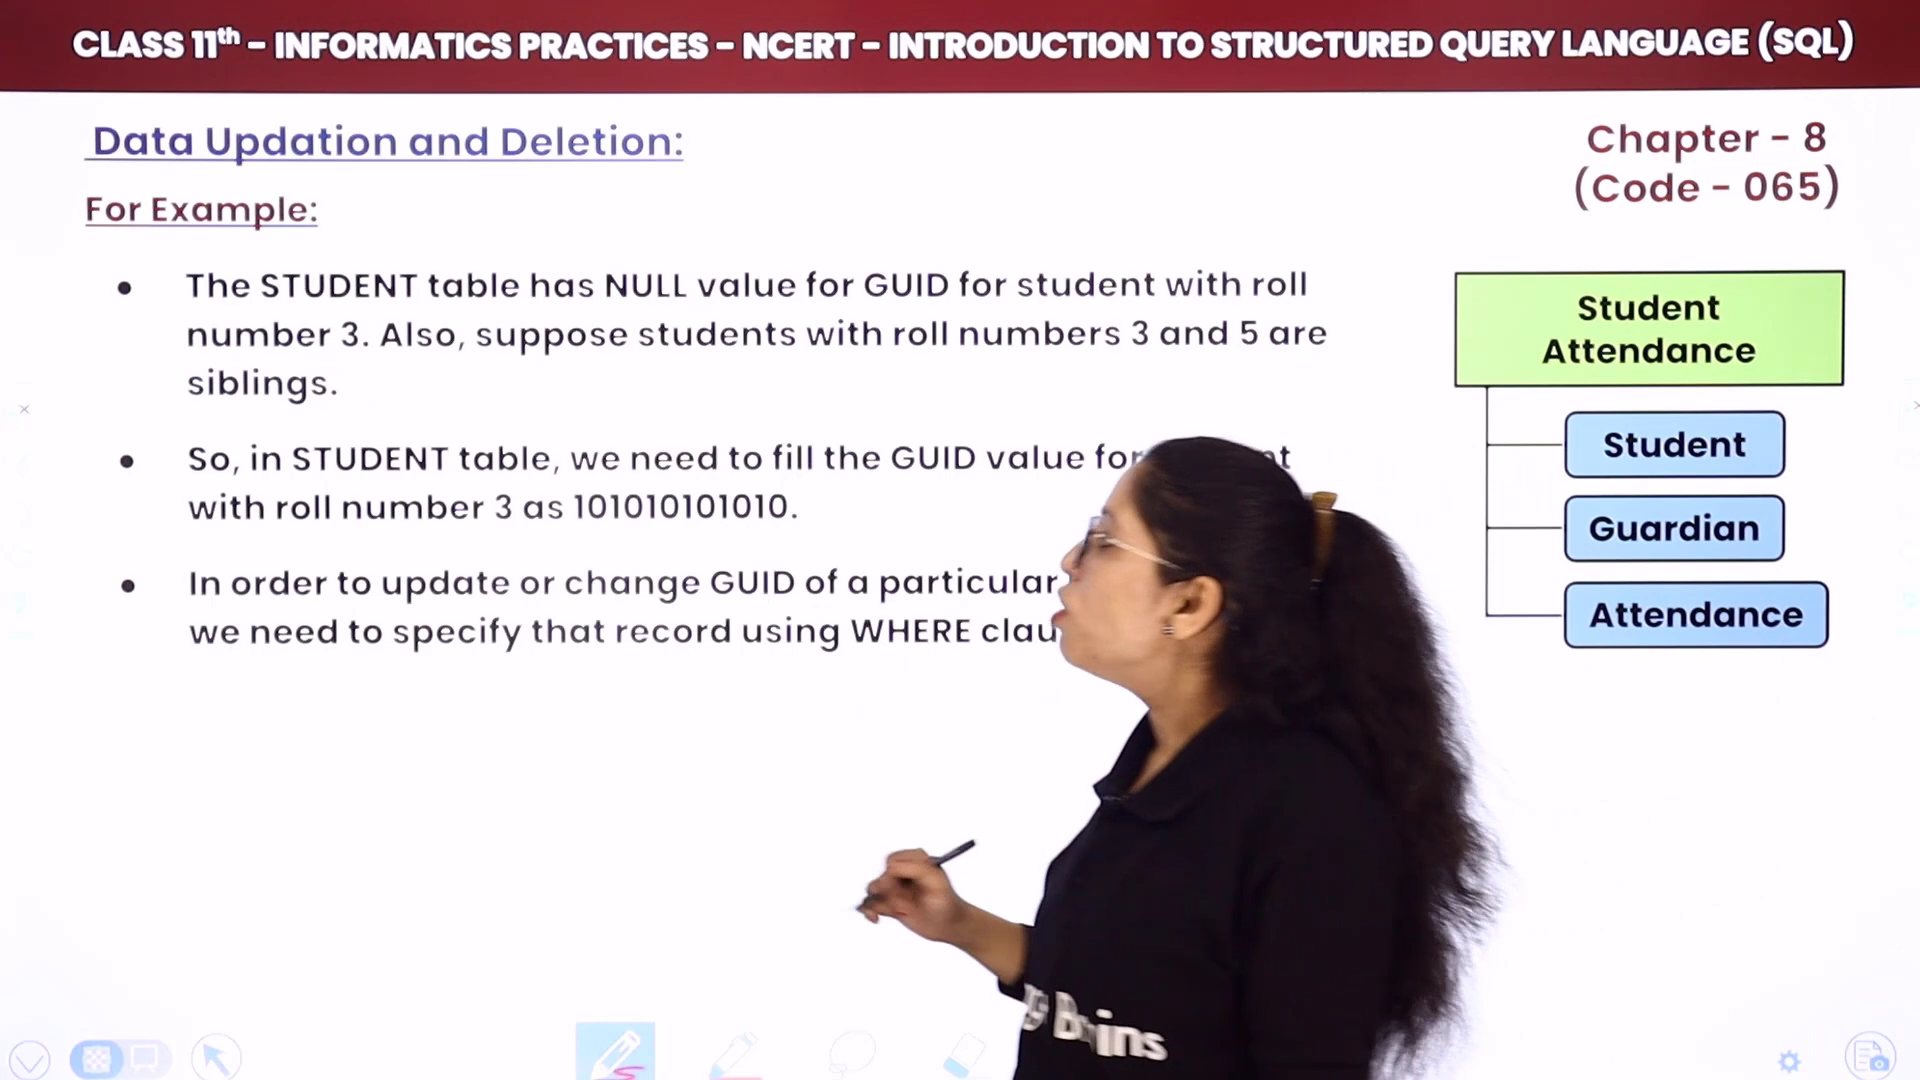 CLASS 11th - INFORMATICS PRACTICES - NCERT - INTRODUCTION TO STRUCTURED QUERY LANGUAGE (SQL)
Data Updation and Deletion:
Chapter - 8
(Code - 065)
For Example:
• The STUDENT table has NULL value for GUID for student with roll
number 3. Also, suppose students with roll numbers 3 and 5 are
siblings.
• So, in STUDENT table, we need to fill the GUID value for
with roll number 3 as 101010101010.
• In order to update or change GUID of a particular
we need to specify that record using WHERE
Student
Attendance
Student
Guardian
Attendance